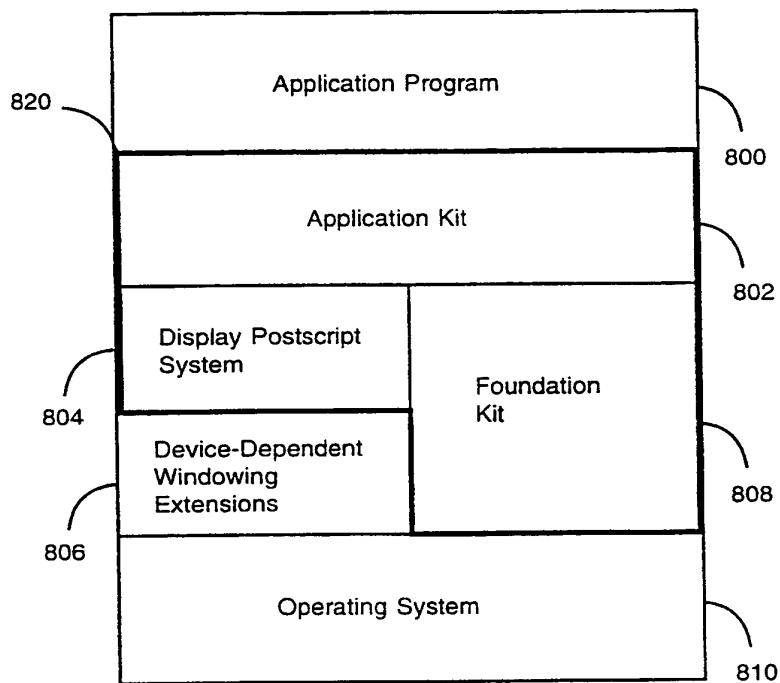 Application Program
820
800
Application Kit
802
Display Postscript
System
804
Foundation
Kit
Device-Dependent
Windowing
Extensions
808
806
Operating System
810